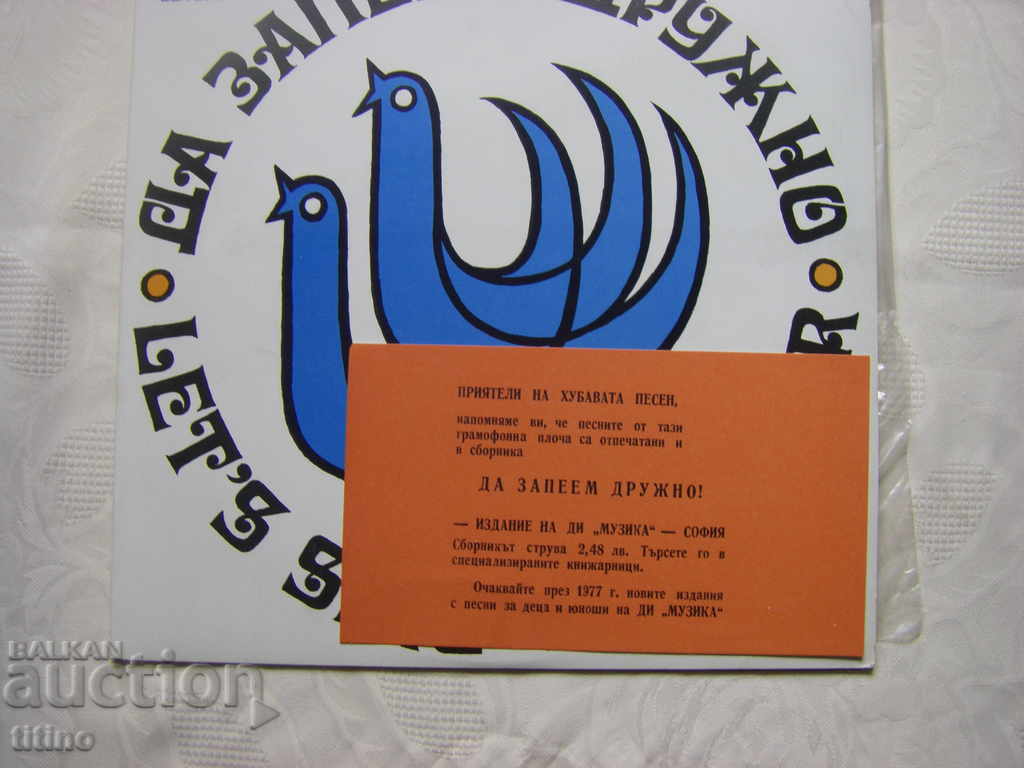 ДА ЗАПЕ ДРУЖНО
LET'S S R
ПРИЯТЕЛИ НА ХУБАВАТА ПЕСЕН,
напомняме ви, че песните от тази
грамофонна плоча са отпечатани и
в сборника
ДА ЗАПЕЕМ ДРУЖНО!
— ИЗДАНИЕ НА ДИ „МУЗИКА“ — СОФИЯ
Сборникът струва 2,48 лв. Търсете го в
специализираните книжарници.
Очаквайте през 1977 г. новите издания
с песни за деца и юноши на ДИ „МУЗИКА“
BALKAN
auction
titino